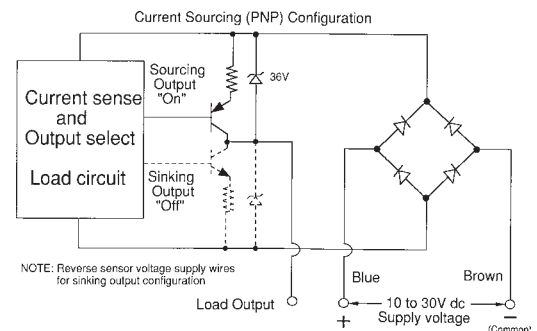 Current Sourcing (PNP) Configuration
Sourcing
Output
"On"
36V
Current sense
and
Output select
Load circuit
Sinking
Output
"Off"
NOTE: Reverse sensor voltage supply wires
for sinking output configuration
Blue
Brown
Load Output
10 to 30V dc
Supply voltage
+
–
(Common)